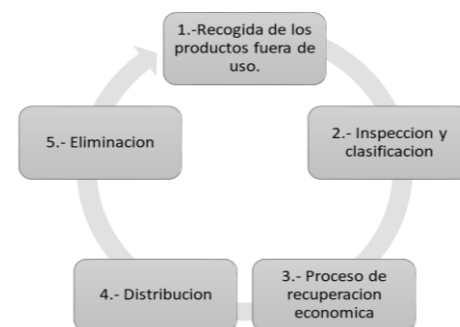 1.-Recogida de los
productos fuera de
uso.
2.- Inspeccion y
clasificacion
3.- Proceso de
recuperacion
economica
4.- Distribucion
5.- Eliminacion